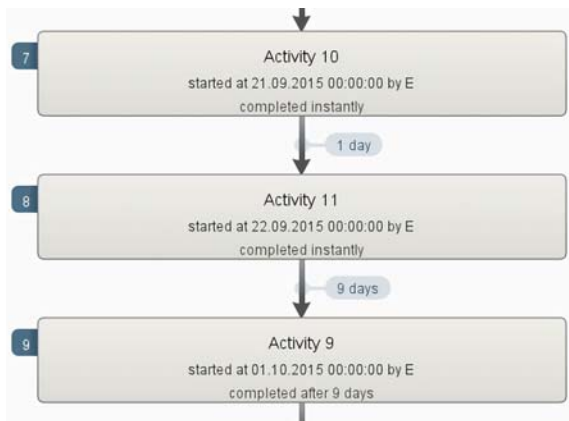 7
Activity 10
started at 21.09.2015 00:00:00 by E
completed instantly
1 day
8
Activity 11
started at 22.09.2015 00:00:00 by E
completed instantly
9 days
9
Activity 9
started at 01.10.2015 00:00:00 by E
completed after 9 days